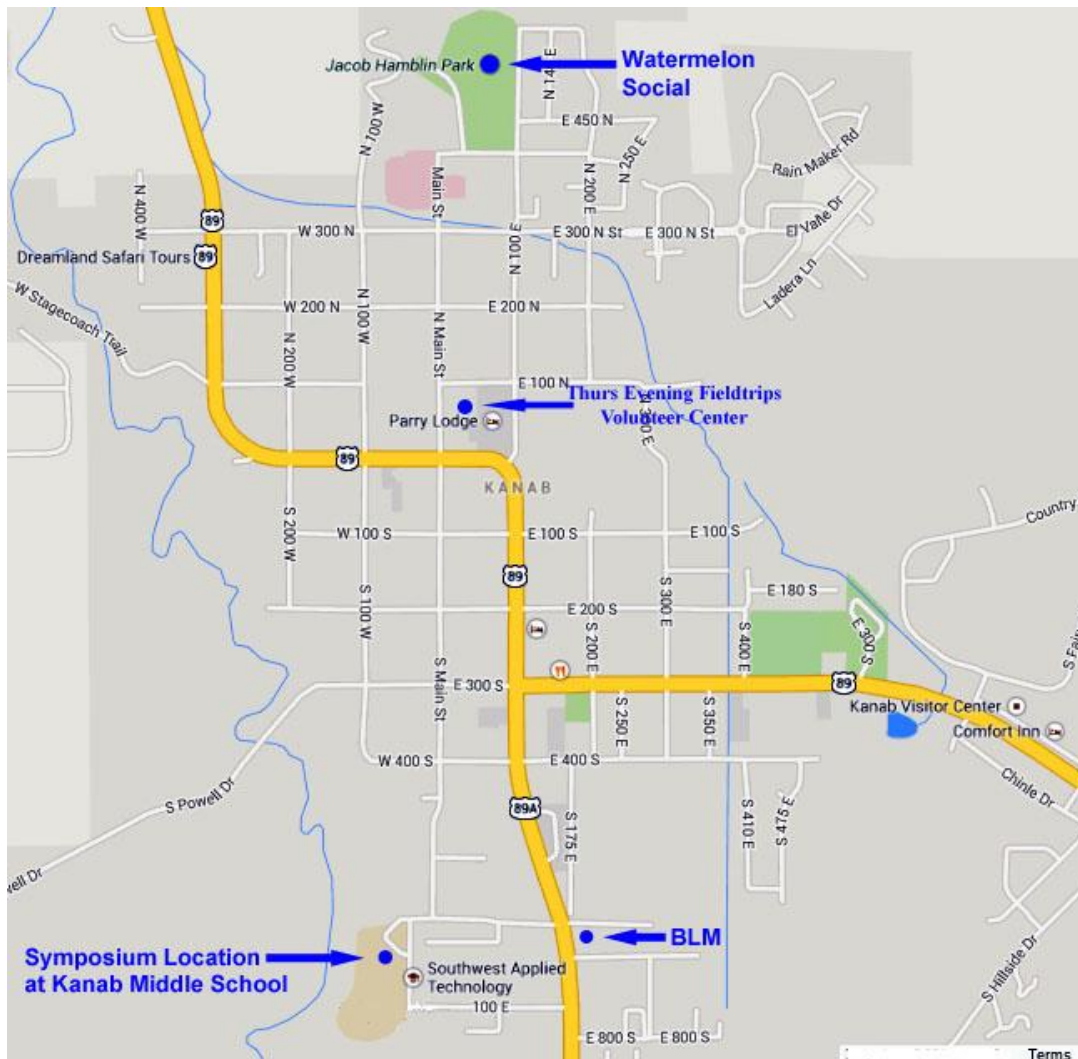 Jacob Hamblin Park
Watermelon
Social
N 100 W
E 450 N
N 250 E
Rain Maker Rd
Main St
N 400 W
N 200 E
89
W 300 N
N 100 E
E 300 N St
E 300 N St
Dreamland Safari Tours
89
Ladera Ln
W Stagecoach Trail
W 200 N
E 200 N
N 200 W
N 100 W
N Main St
E 100 N
Thurs Evening Fieldtrips
Volunteer Center
Parry Lodge
89
KANAB
Country
S 200 W
W 100 S
E 100 S
E 100 S
89
E 180 S
S 100 W
E 200 S
S 300 E
S 200 E
S 400 E
E 300 S
S Main St
S Fair
E 300 S
89
S 250 E
S 350 E
Kanab Visitor Center
Comfort Inn
W 400 S
E 400 S
Chinle Dr
S Powell Dr
89A
S 175 E
S 410 E
S 475 E
well Dr
BLM
Symposium Location
at Kanab Middle School
Southwest Applied
Technology
S Hillside Dr
100 E
E 800 S
E 800 S
Terms